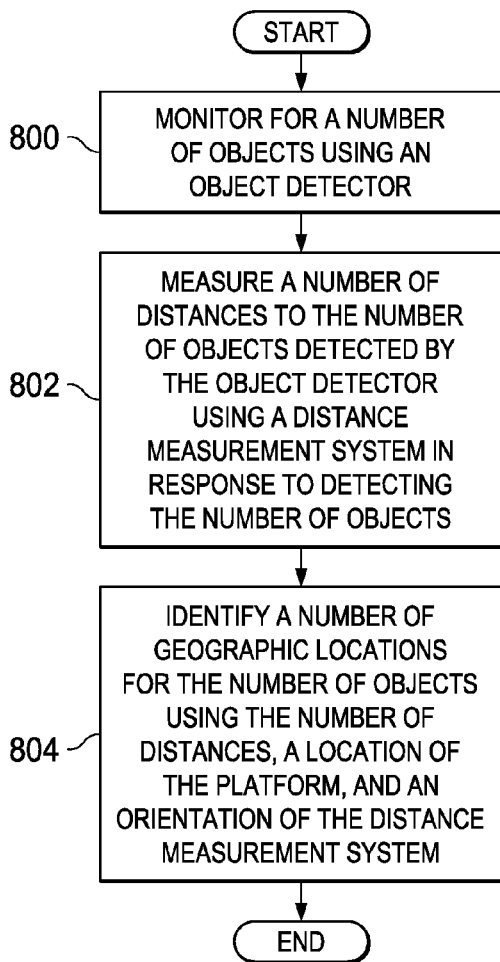 START
800
MONITOR FOR A NUMBER
OF OBJECTS USING AN
OBJECT DETECTOR
802
MEASURE A NUMBER OF
DISTANCES TO THE NUMBER
OF OBJECTS DETECTED BY
THE OBJECT DETECTOR
USING A DISTANCE
MEASUREMENT SYSTEM IN
RESPONSE TO DETECTING
THE NUMBER OF OBJECTS
804
IDENTIFY A NUMBER OF
GEOGRAPHIC LOCATIONS
FOR THE NUMBER OF OBJECTS
USING THE NUMBER OF
DISTANCES, A LOCATION OF
THE PLATFORM, AND AN
ORIENTATION OF THE DISTANCE
MEASUREMENT SYSTEM
END